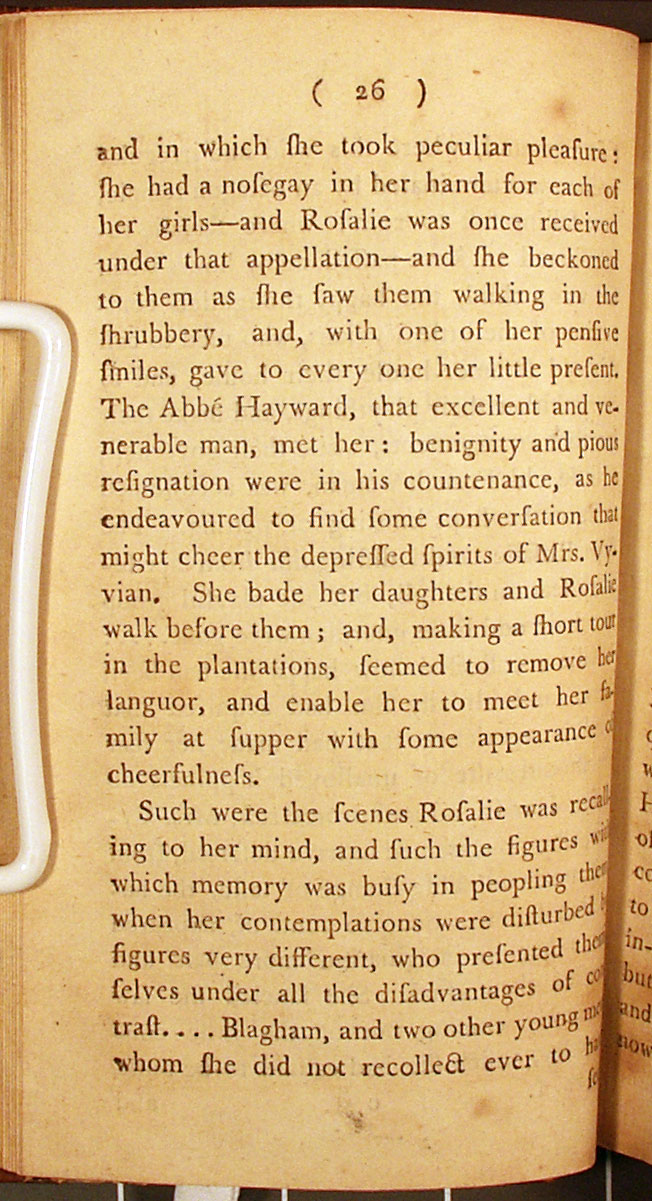 ( 26 )
and in which ſhe took peculiar pleaſure:
ſhe had a noſegay in her hand for each of
her girls—and Roſalie was once received
under that appellation—and ſhe beckoned
to them as ſhe ſaw them walking in the
ſhrubbery, and, with one of her penſive
ſmiles, gave to every one her little preſent.
The Abbé Hayward, that excellent and ve-
nerable man, met her: benignity and pious
reſignation were in his countenance, as he
endeavoured to find ſome converſation that
might cheer the depreſſed ſpirits of Mrs. Vy-
vian. She bade her daughters and Roſalie
walk before them; and, making a ſhort tour
in the plantations, ſeemed to remove her
languor, and enable her to meet her fa-
mily at ſupper with ſome appearance of
cheerfulneſs.
Such were the ſcenes Roſalie was recall-
ing to her mind, and ſuch the figures with
which memory was buſy in peopling them
when her contemplations were diſturbed
figures very different, who preſented them
ſelves under all the diſadvantages of
traſt.... Blagham, and two other young
whom ſhe did not recollect ever to
to
in-
but
and
now